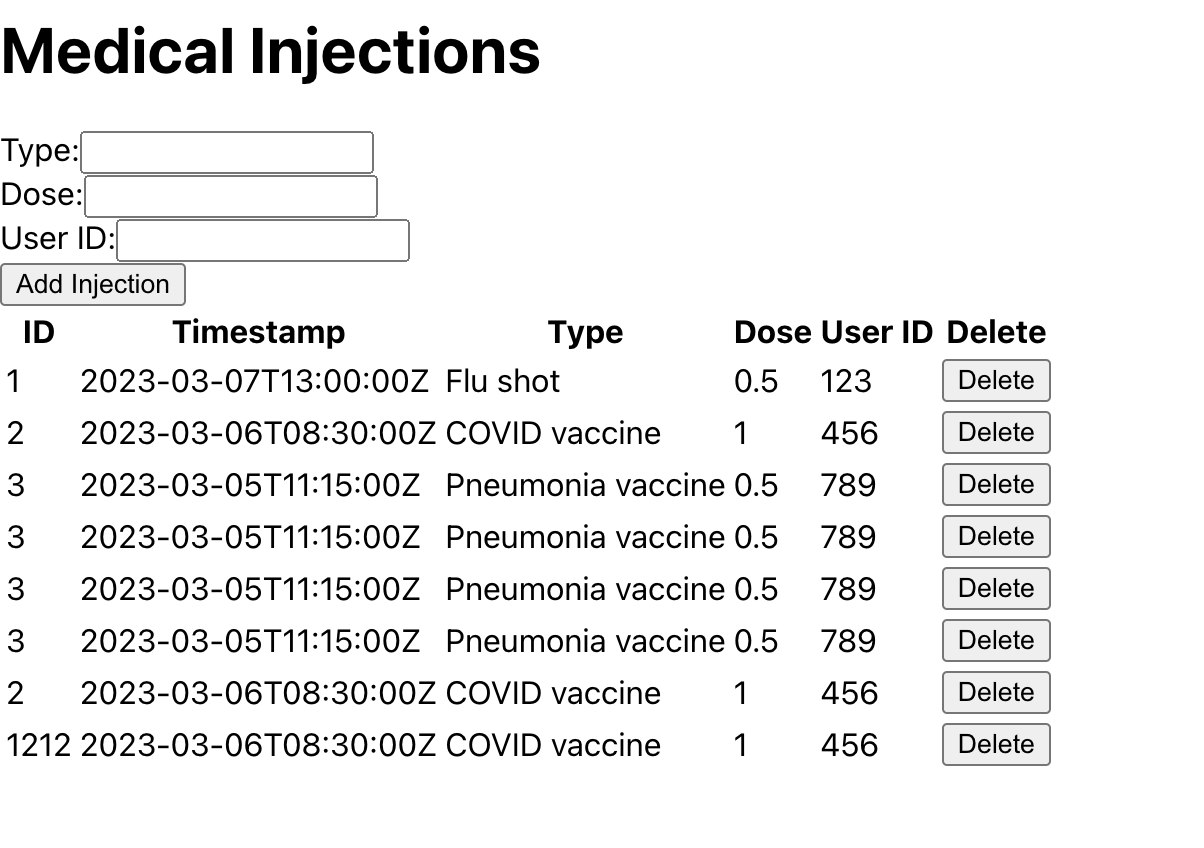 Medical Injections
Type:
Dose:
User ID:
Add Injection
ID Timestamp Type Dose User ID Delete
1 2023-03-07T13:00:00Z Flu shot 0.5 123 Delete
2 2023-03-06T08:30:00Z COVID vaccine 1 456 Delete
3 2023-03-05T11:15:00Z Pneumonia vaccine 0.5 789 Delete
3 2023-03-05T11:15:00Z Pneumonia vaccine 0.5 789 Delete
3 2023-03-05T11:15:00Z Pneumonia vaccine 0.5 789 Delete
3 2023-03-05T11:15:00Z Pneumonia vaccine 0.5 789 Delete
2 2023-03-06T08:30:00Z COVID vaccine 1 456 Delete
1212 2023-03-06T08:30:00Z COVID vaccine 1 456 Delete